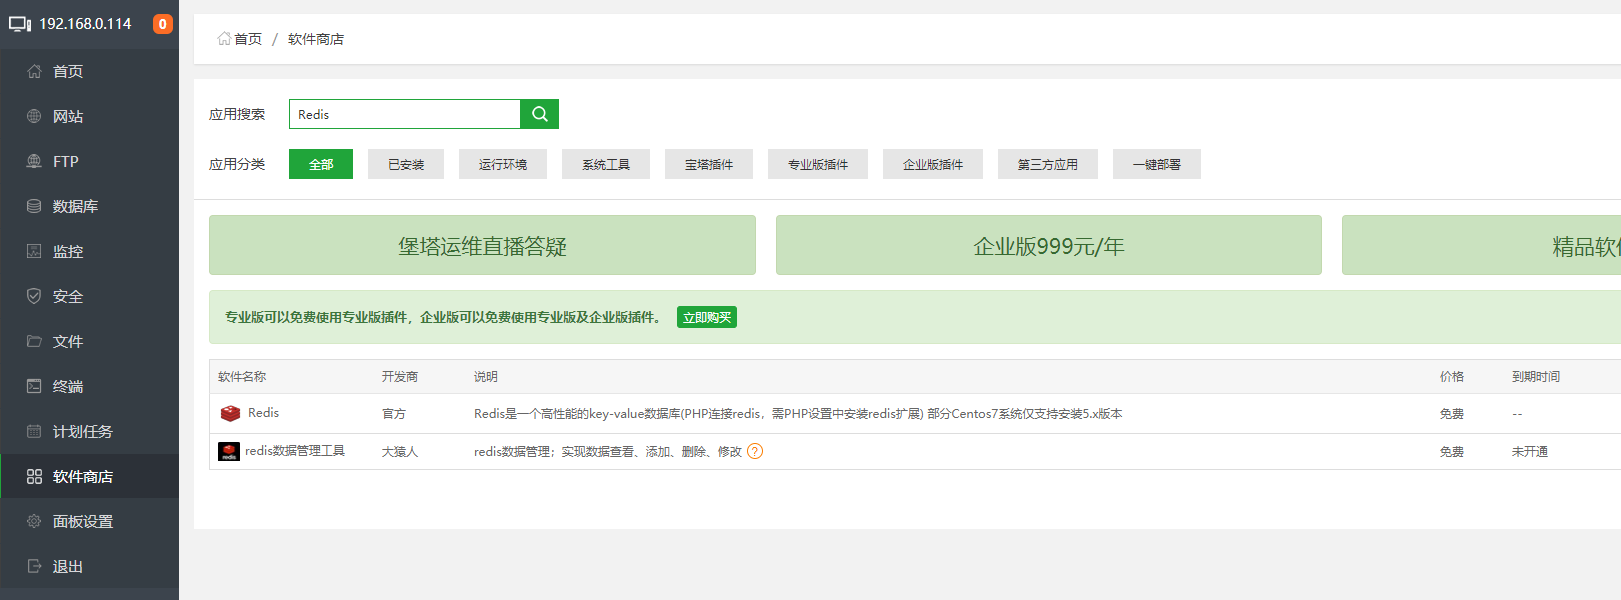 192.168.0.114 0
首页
网站
FTP
数据库
监控
安全
文件
终端
计划任务
软件商店
面板设置
退出
首页 / 软件商店
应用搜索 Redis
应用分类 全部 已安装 运行环境 系统工具 宝塔插件 专业版插件 企业版插件 第三方应用 一键部署
堡塔运维直播答疑 企业版999元/年 精品软
专业版可以免费使用专业版插件，企业版可以免费使用专业版及企业版插件。 立即购买
软件名称 开发商 说明 价格 到期时间
Redis 官方 Redis是一个高性能的key-value数据库(PHP连接redis，需PHP设置中安装redis扩展) 部分Centos7系统仅支持安装5.x版本 免费 --
redis redis数据管理工具 大猿人 redis数据管理；实现数据查看、添加、删除、修改 ? 免费 未开通